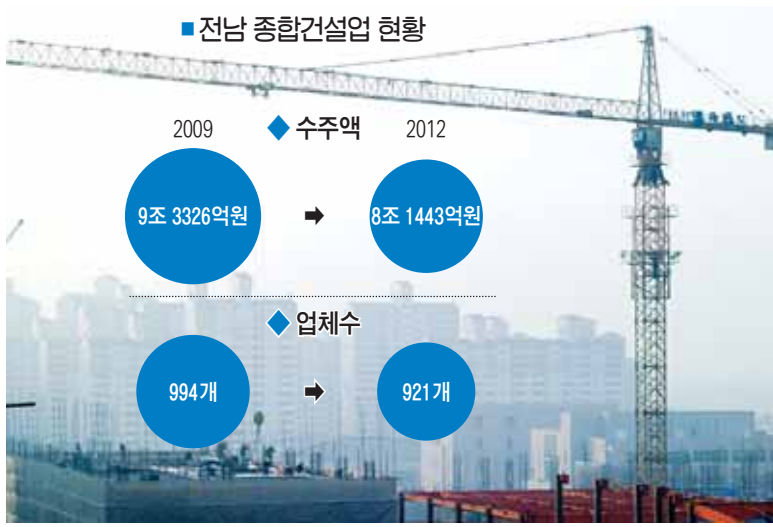 ■ 전남 종합건설업 현황
2009 ◆ 수주액 2012
9조 3326억원 ➡ 8조 1443억원
◆ 업체수
994개 ➡ 921개